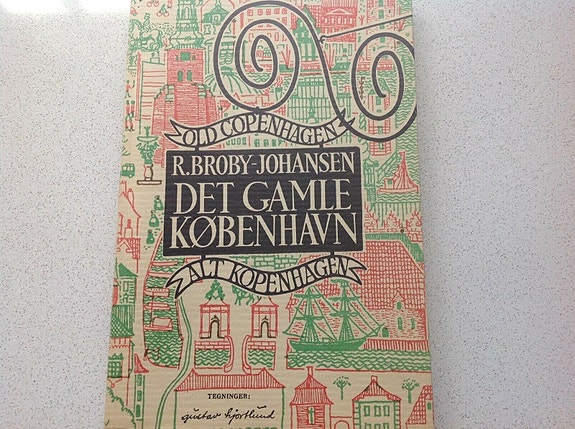 OLD COPENHAGEN
R. BROBY-JOHANSEN
DET GAMLE
KØBENHAVN
ALT KOPENHAGEN
TEGNINGER:
gustav hjortlund